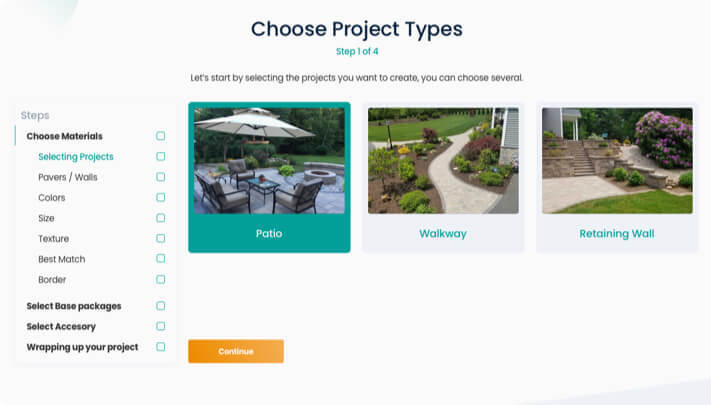 Choose Project Types
Step 1 of 4
Let's start by selecting the projects you want to create, you can choose several.
Steps
Choose Materials
Selecting Projects
Pavers / Walls
Colors
Size
Texture
Best Match
Border
Select Base packages
Select Accesory
Wrapping up your project
Patio
Walkway
Retaining Wall
Continue